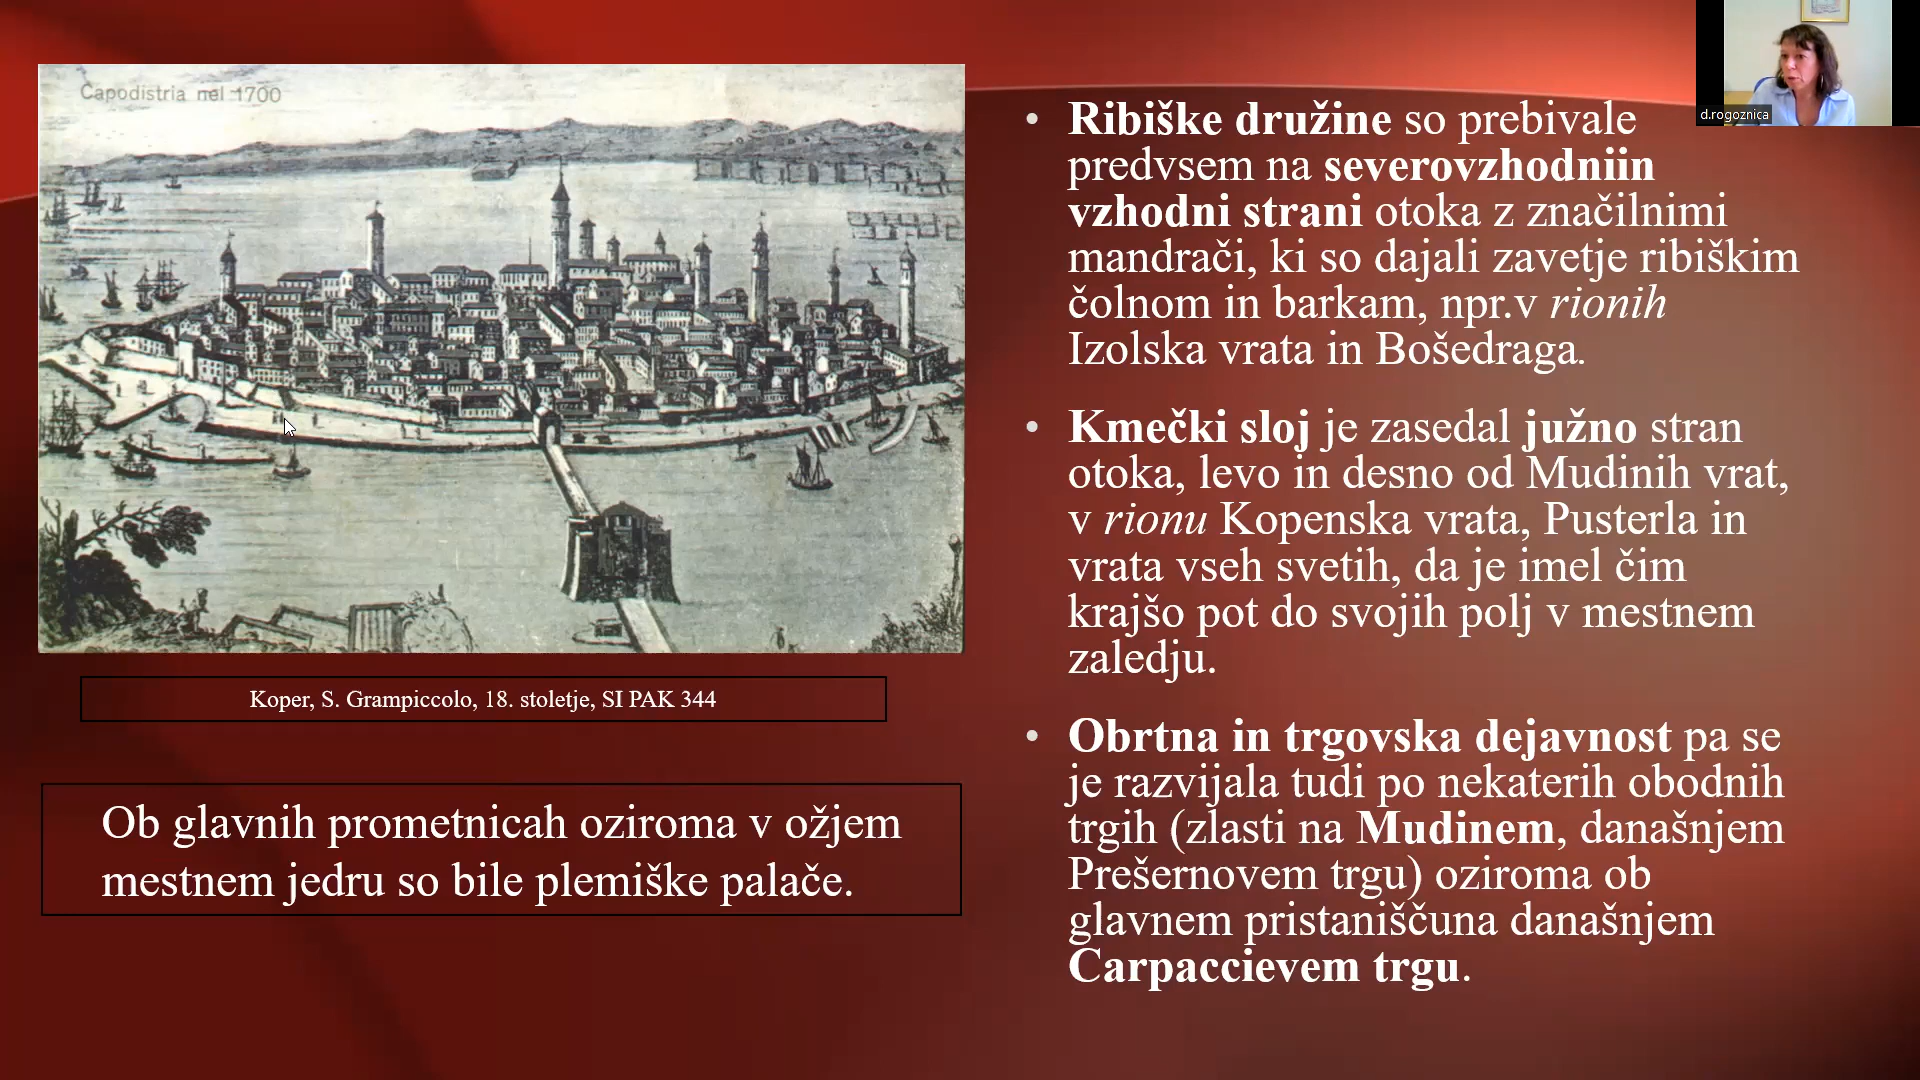 Capodistria nel 1700
Koper, S. Grampiccolo, 18. stoletje, SI PAK 344
Ob glavnih prometnicah oziroma v ožjem
mestnem jedru so bile plemiške palače.
• Ribiške družine so prebivale
predvsem na severovzhodniin
vzhodni strani otoka z značilnimi
mandrači, ki so dajali zavetje ribiškim
čolnom in barkam, npr.v rionih
Izolska vrata in Bošedraga.
• Kmečki sloj je zasedal južno stran
otoka, levo in desno od Mudinih vrat,
v rionu Kopenska vrata, Pusterla in
vrata vseh svetih, da je imel čim
krajšo pot do svojih polj v mestnem
zaledju.
• Obrtna in trgovska dejavnost pa se
je razvijala tudi po nekaterih obodnih
trgih (zlasti na Mudinem, današnjem
Prešernovem trgu) oziroma ob
glavnem pristaniščuna današnjem
Carpaccievem trgu.
d.rogoznica